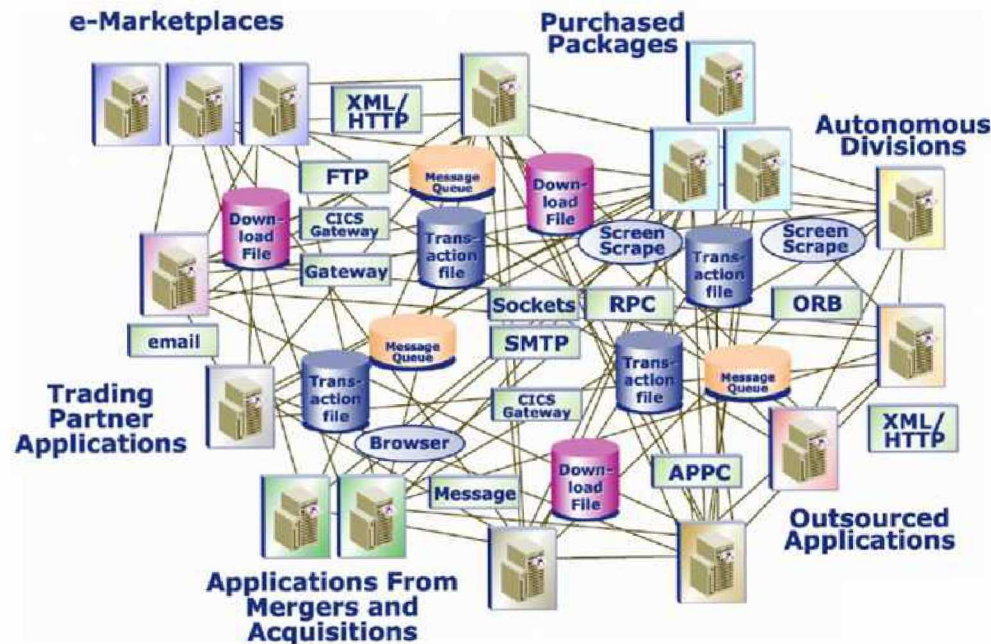 e-Marketplaces
Purchased
Packages
XML/
HTTP
Autonomous
Divisions
FTP
Message
Queue
Down-
load
File
Down-
load
File
CICS
Gateway
Trans-
action
file
Screen
Scrape
Screen
Scrape
Trans-
action
file
Gateway
Sockets
RPC
ORB
email
Message
Queue
SMTP
Trans-
action
file
Trans-
action
file
Message
Queue
Trading
Partner
Applications
CICS
Gateway
XML/
HTTP
Browser
Down-
load
File
APPC
Message
Outsourced
Applications
Applications From
Mergers and
Acquisitions